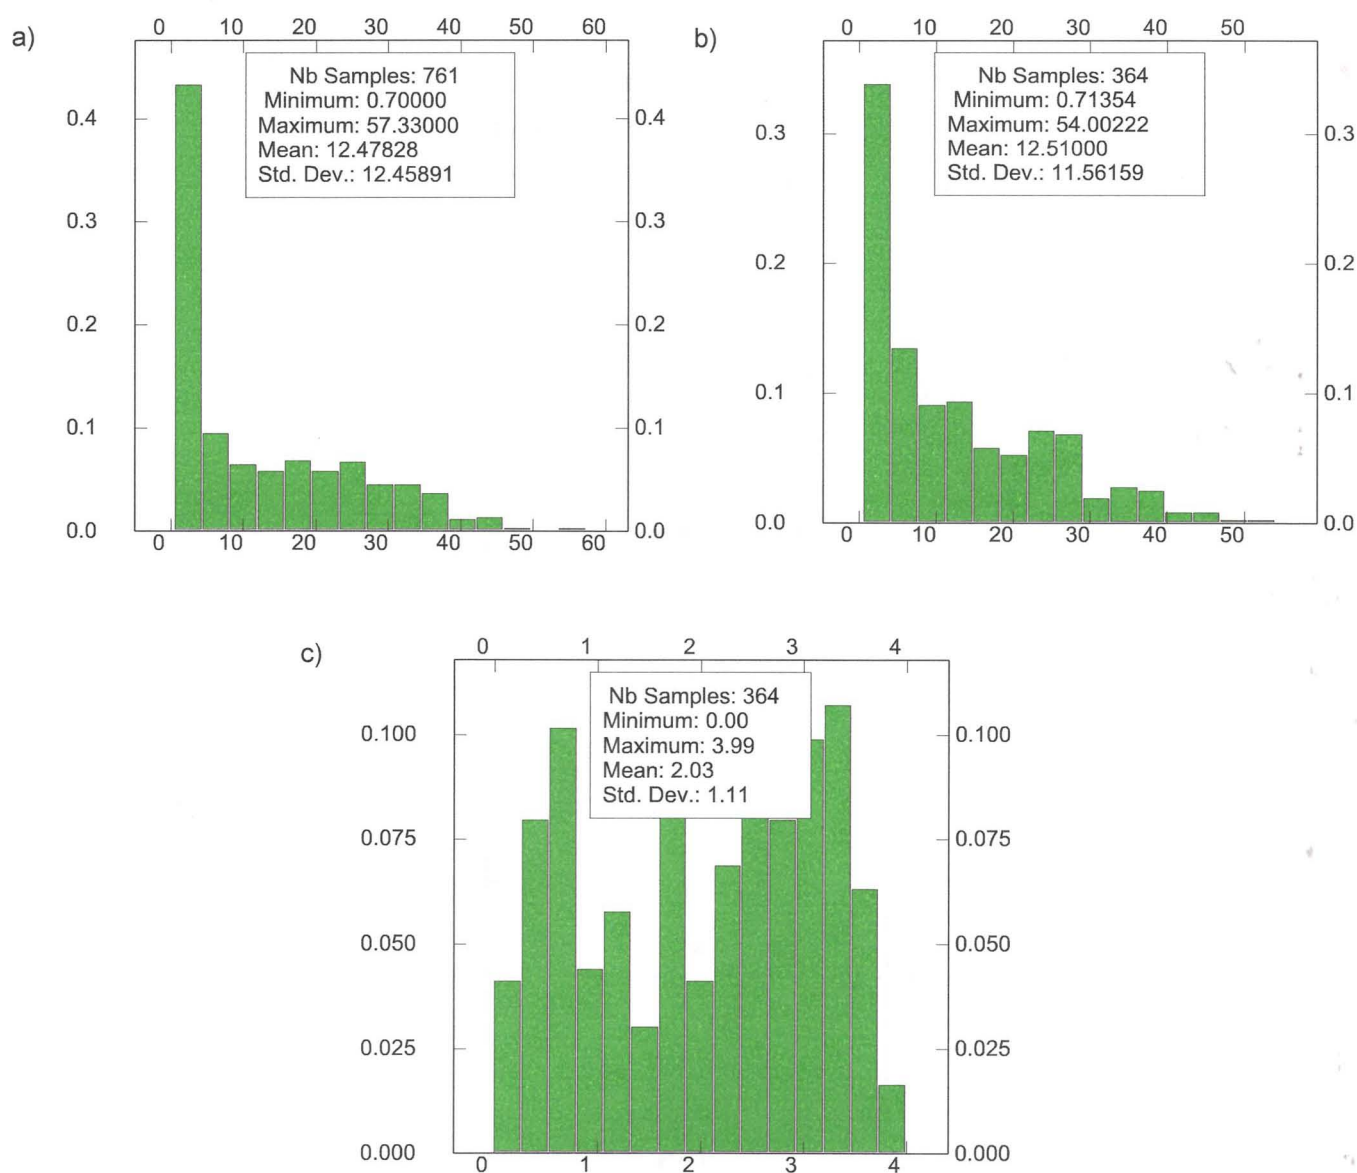 a)
0 10 20 30 40 50 60
Nb Samples: 761
Minimum: 0.70000
Maximum: 57.33000
Mean: 12.47828
Std. Dev.: 12.45891
0.4 0.4
0.3 0.3
0.2 0.2
0.1 0.1
0.0 0.0
0 10 20 30 40 50 60
b)
0 10 20 30 40 50
Nb Samples: 364
Minimum: 0.71354
Maximum: 54.00222
Mean: 12.51000
Std. Dev.: 11.56159
0.3 0.3
0.2 0.2
0.1 0.1
0.0 0.0
0 10 20 30 40 50
c)
0 1 2 3 4
Nb Samples: 364
Minimum: 0.00
Maximum: 3.99
Mean: 2.03
Std. Dev.: 1.11
0.100 0.100
0.075 0.075
0.050 0.050
0.025 0.025
0.000 0.000
0 1 2 3 4